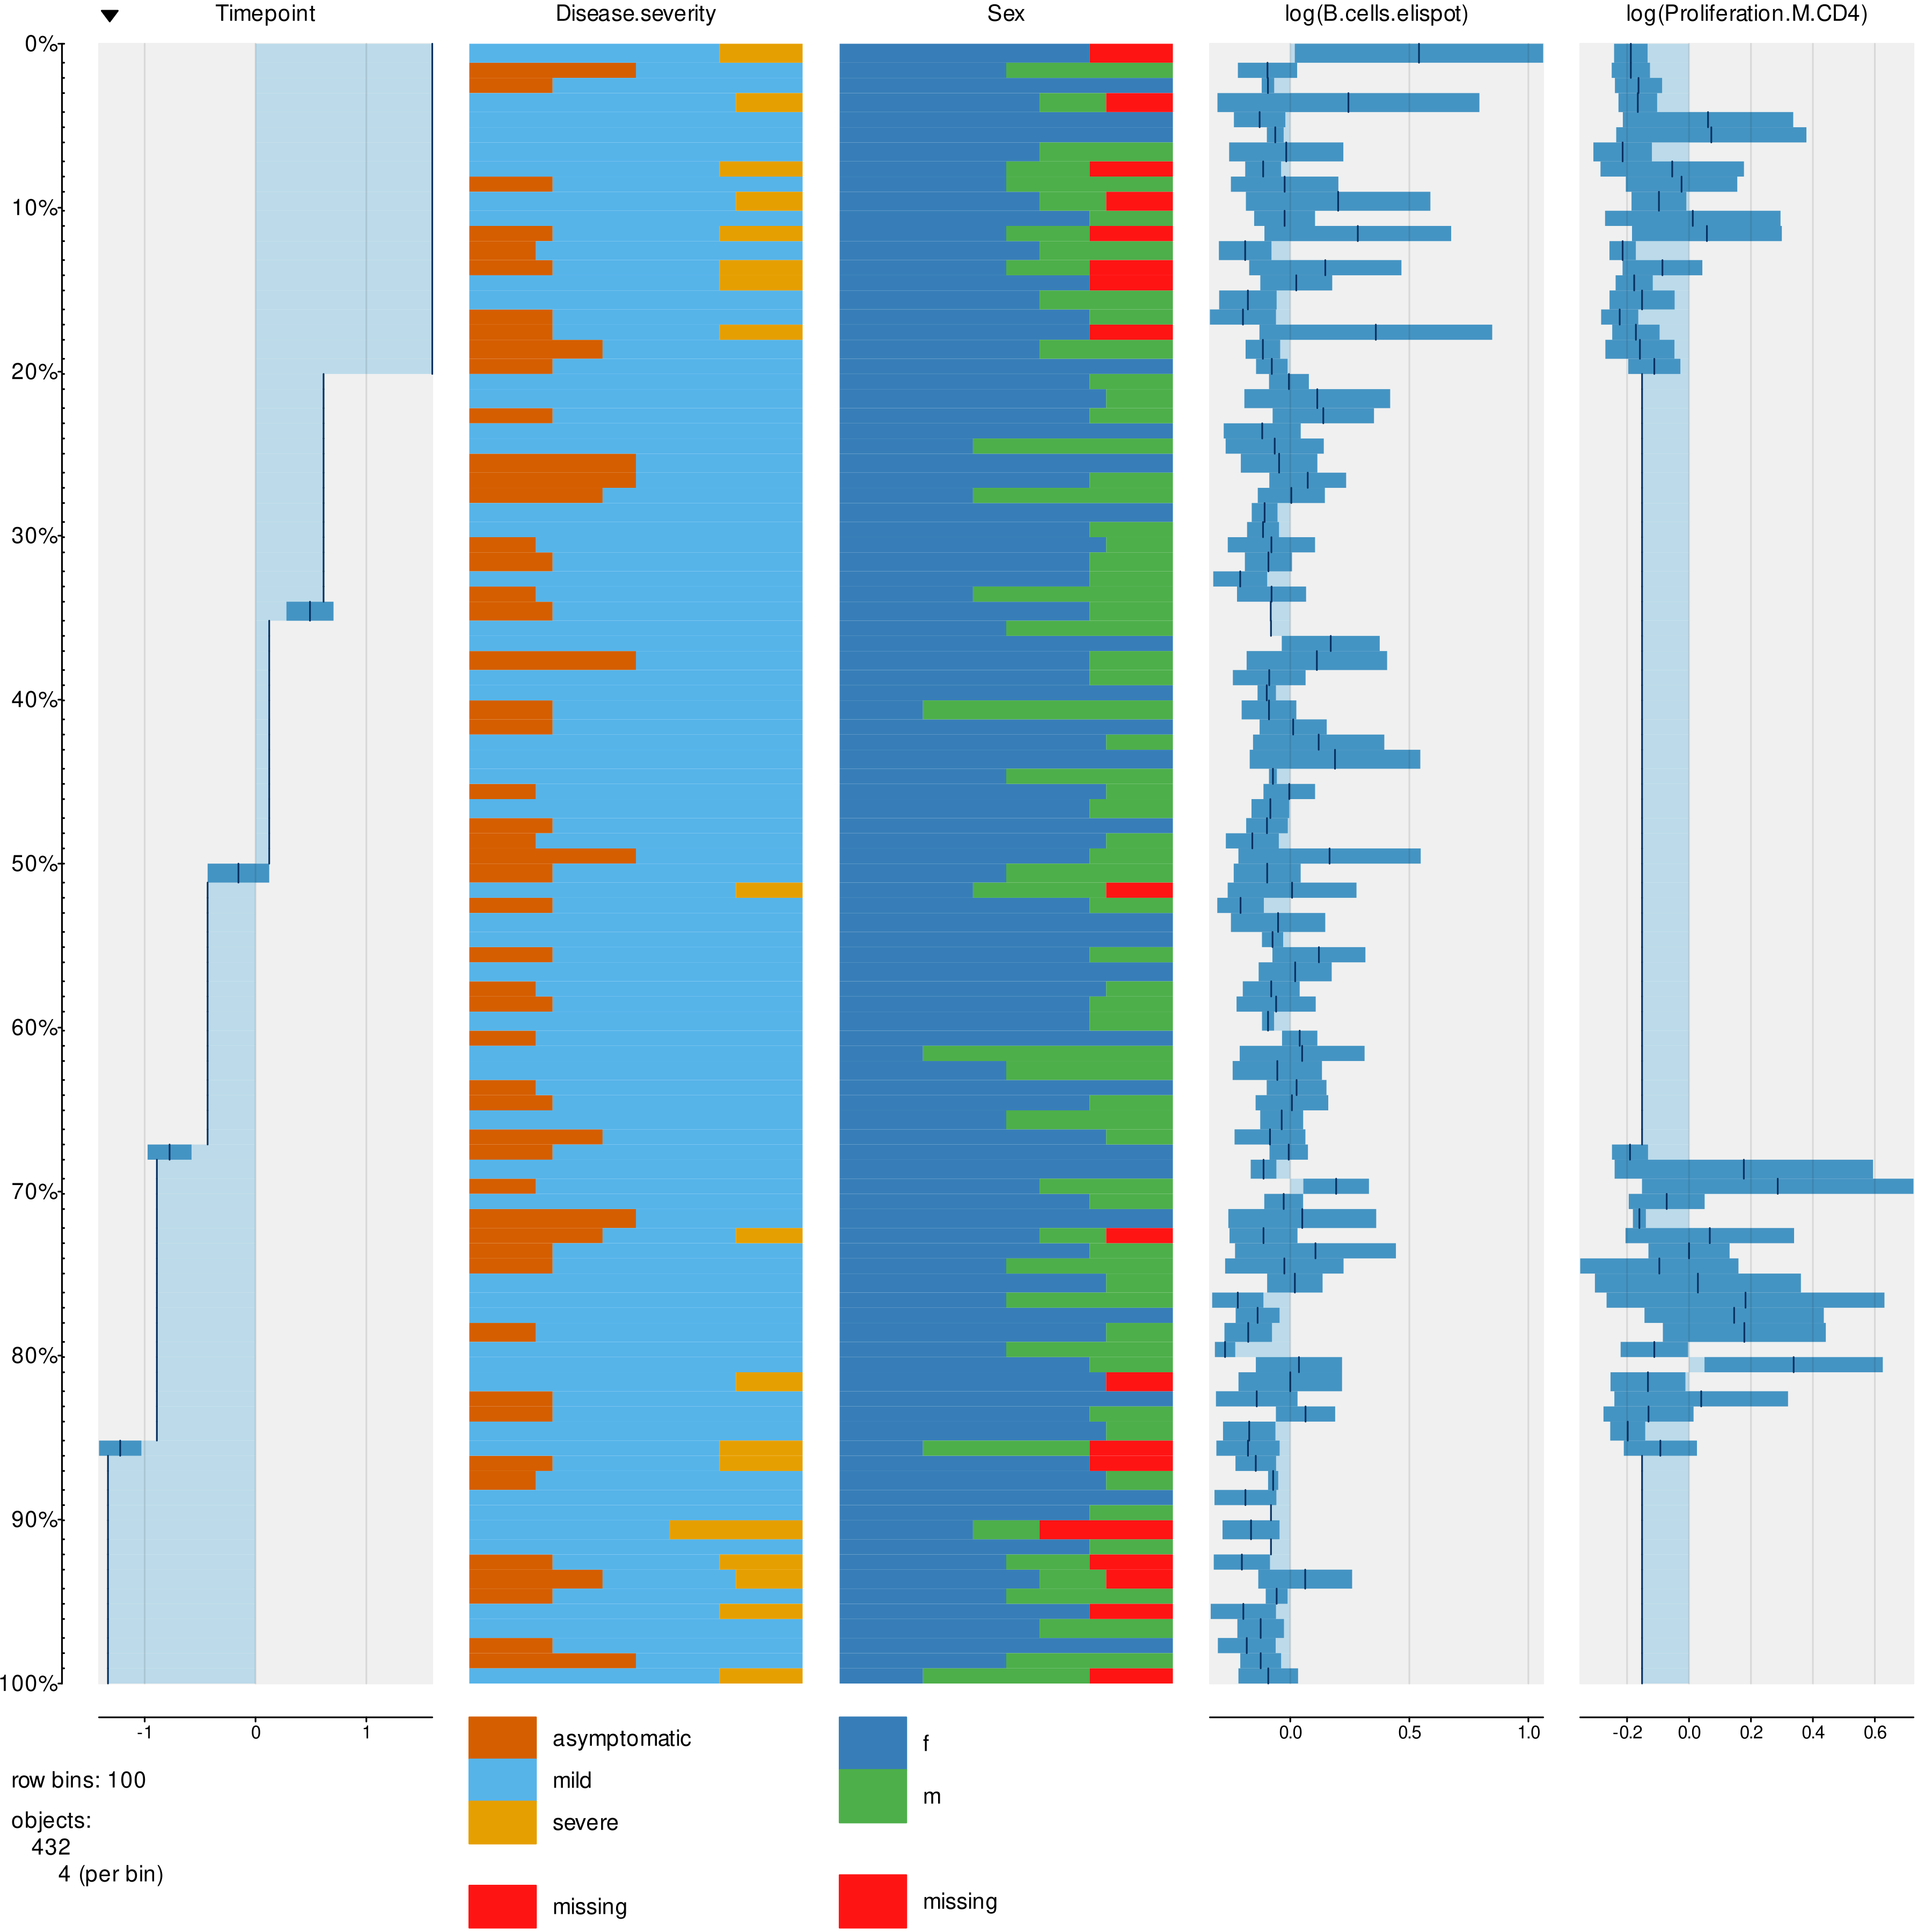 Timepoint Disease.severity Sex log(B.cells.elispot) log(Proliferation.M.CD4)
0%
10%
20%
30%
40%
50%
60%
70%
80%
90%
100%
-1 0 1 0.0 0.5 1.0 -0.2 0.0 0.2 0.4 0.6
row bins: 100
objects:
432
4 (per bin)
asymptomatic
mild
severe
missing
f
m
missing